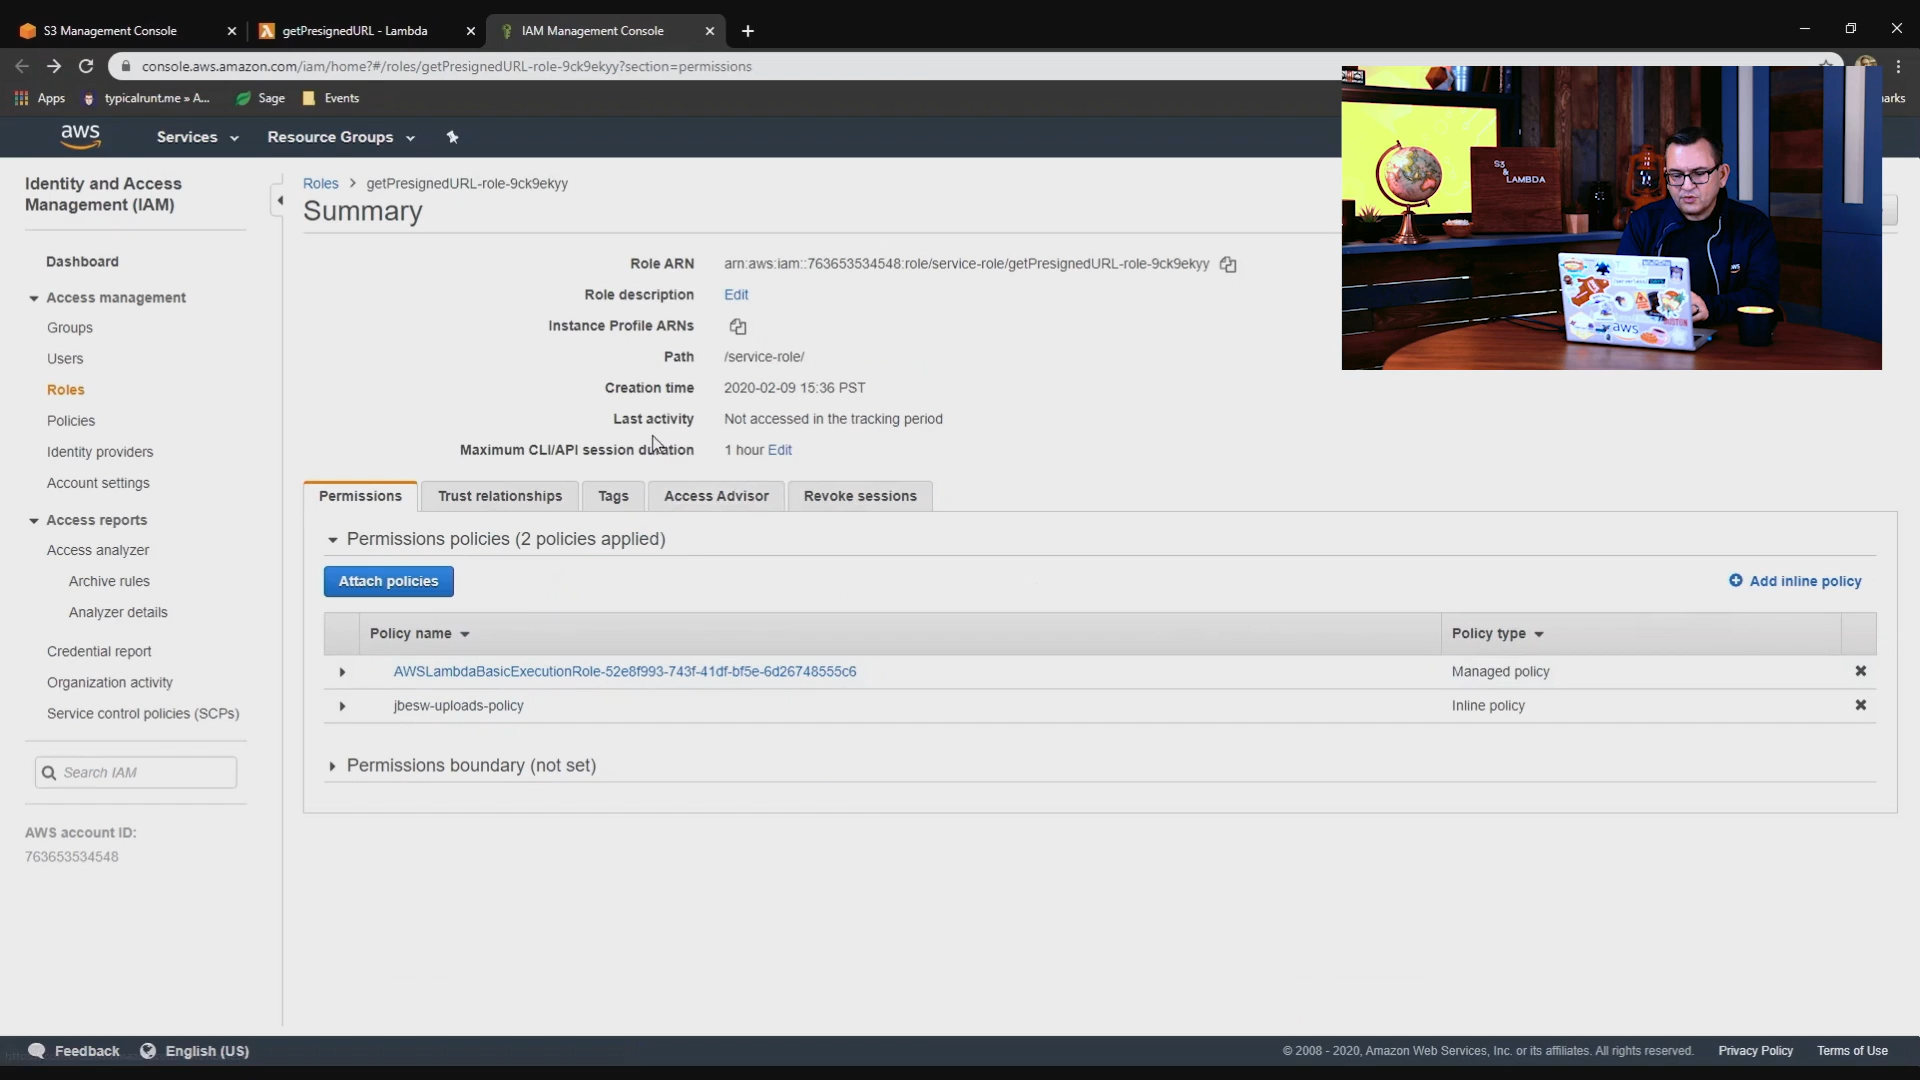 S3 Management Console
getPresignedURL - Lambda
IAM Management Console
console.aws.amazon.com/iam/home?#/roles/getPresignedURL-role-9ck9ekyy?section=permissions
Apps
typicalrunt.me » A...
Sage
Events
arks
aws
Services
Resource Groups
Identity and Access
Management (IAM)
Dashboard
Access management
Groups
Users
Roles
Policies
Identity providers
Account settings
Access reports
Access analyzer
Archive rules
Analyzer details
Credential report
Organization activity
Service control policies (SCPs)
Search IAM
AWS account ID:
763653534548
Roles > getPresignedURL-role-9ck9ekyy
Summary
Role ARN arn:aws:iam::763653534548:role/service-role/getPresignedURL-role-9ck9ekyy
Role description Edit
Instance Profile ARNs
Path /service-role/
Creation time 2020-02-09 15:36 PST
Last activity Not accessed in the tracking period
Maximum CLI/API session duration 1 hour Edit
Permissions
Trust relationships
Tags
Access Advisor
Revoke sessions
Permissions policies (2 policies applied)
Attach policies
Add inline policy
Policy name
Policy type
AWSLambdaBasicExecutionRole-52e8f993-743f-41df-bf5e-6d26748555c6
Managed policy
jbesw-uploads-policy
Inline policy
Permissions boundary (not set)
S3
&
LAMBDA
aws
aws
BOSTON
Feedback
English (US)
© 2008 - 2020, Amazon Web Services, Inc. or its affiliates. All rights reserved.
Privacy Policy
Terms of Use